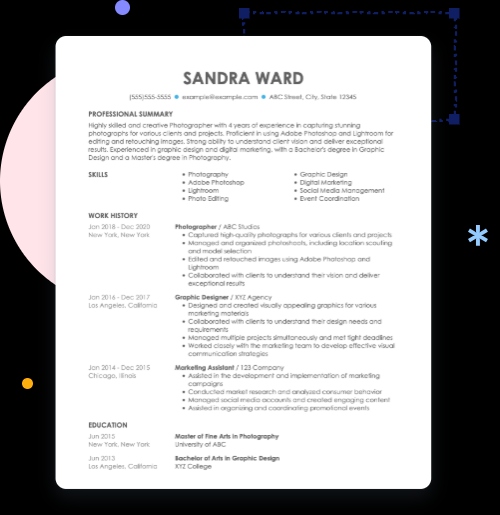 SANDRA WARD
(555)555-5555 • example@example.com • ABC Street, City, State 12345
PROFESSIONAL SUMMARY
Highly skilled and creative Photographer with 4 years of experience in capturing stunning
photographs for various clients and projects. Proficient in using Adobe Photoshop and Lightroom for
editing and retouching images. Strong ability to understand client vision and deliver exceptional
results. Experienced in graphic design and digital marketing, with a Bachelor's degree in Graphic
Design and a Master's degree in Photography.
SKILLS
• Photography
• Adobe Photoshop
• Lightroom
• Photo Editing
• Graphic Design
• Digital Marketing
• Social Media Management
• Event Coordination
WORK HISTORY
Jan 2018 - Dec 2020
New York, New York
Photographer / ABC Studios
• Captured high-quality photographs for various clients and projects
• Managed and organized photoshoots, including location scouting
and model selection
• Edited and retouched images using Adobe Photoshop and
Lightroom
• Collaborated with clients to understand their vision and deliver
exceptional results
Jan 2016 - Dec 2017
Los Angeles, California
Graphic Designer / XYZ Agency
• Designed and created visually appealing graphics for various
marketing materials
• Collaborated with clients to understand their design needs and
requirements
• Managed multiple projects simultaneously and met tight deadlines
• Worked closely with the marketing team to develop effective visual
communication strategies
Jan 2014 - Dec 2015
Chicago, Illinois
Marketing Assistant / 123 Company
• Assisted in the development and implementation of marketing
campaigns
• Conducted market research and analyzed consumer behavior
• Managed social media accounts and created engaging content
• Assisted in organizing and coordinating promotional events
EDUCATION
Jun 2015
New York, New York
Master of Fine Arts in Photography
University of ABC
Jun 2013
Los Angeles, California
Bachelor of Arts in Graphic Design
XYZ College